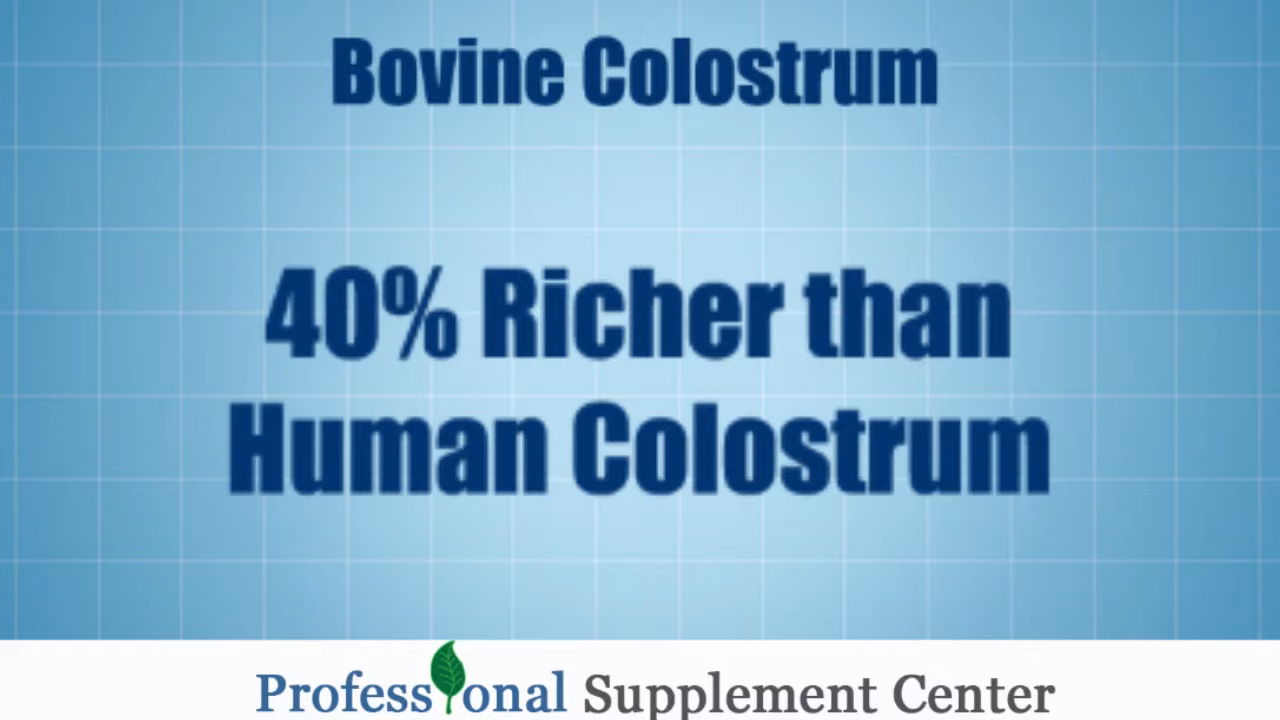 Bovine Colostrum
40% Richer than
Human Colostrum
Professional Supplement Center